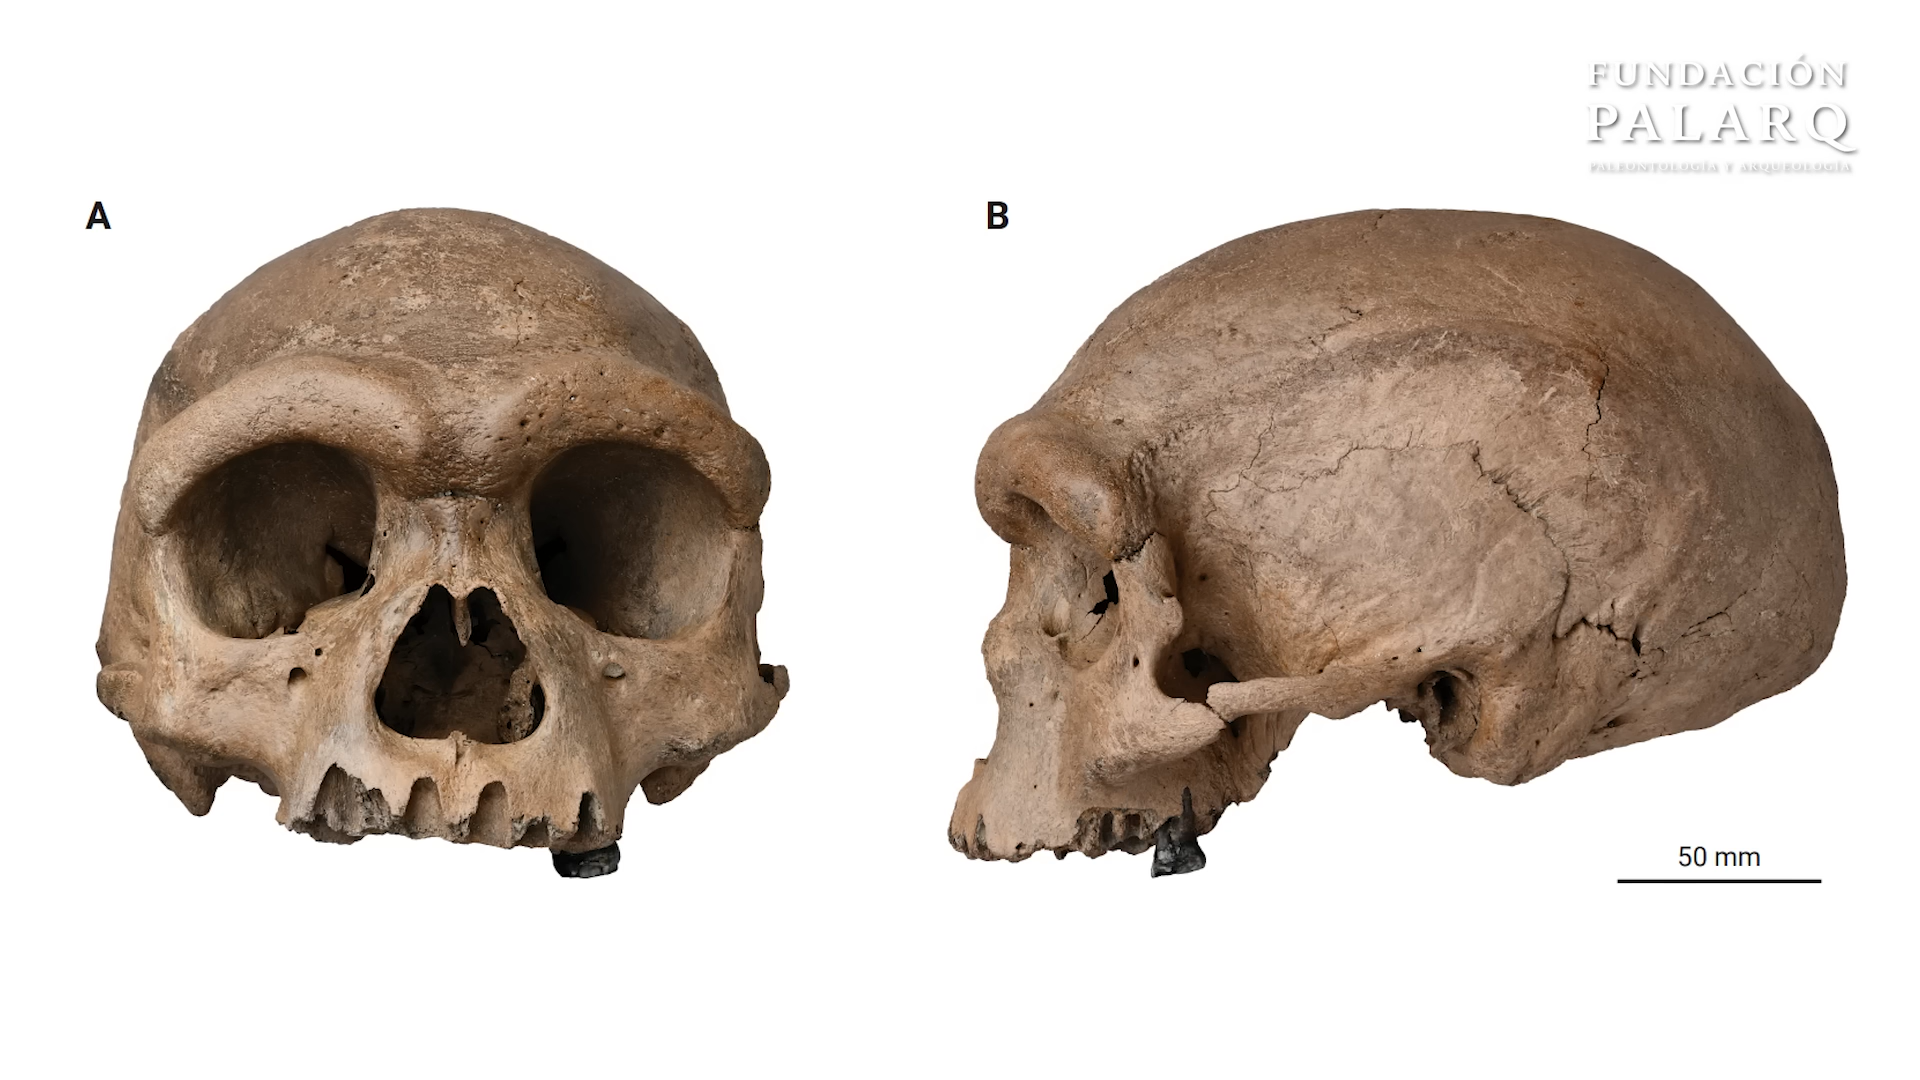 FUNDACIÓN
PALARQ
PALEONTOLOGÍA Y ARQUEOLOGÍA
A
B
50 mm